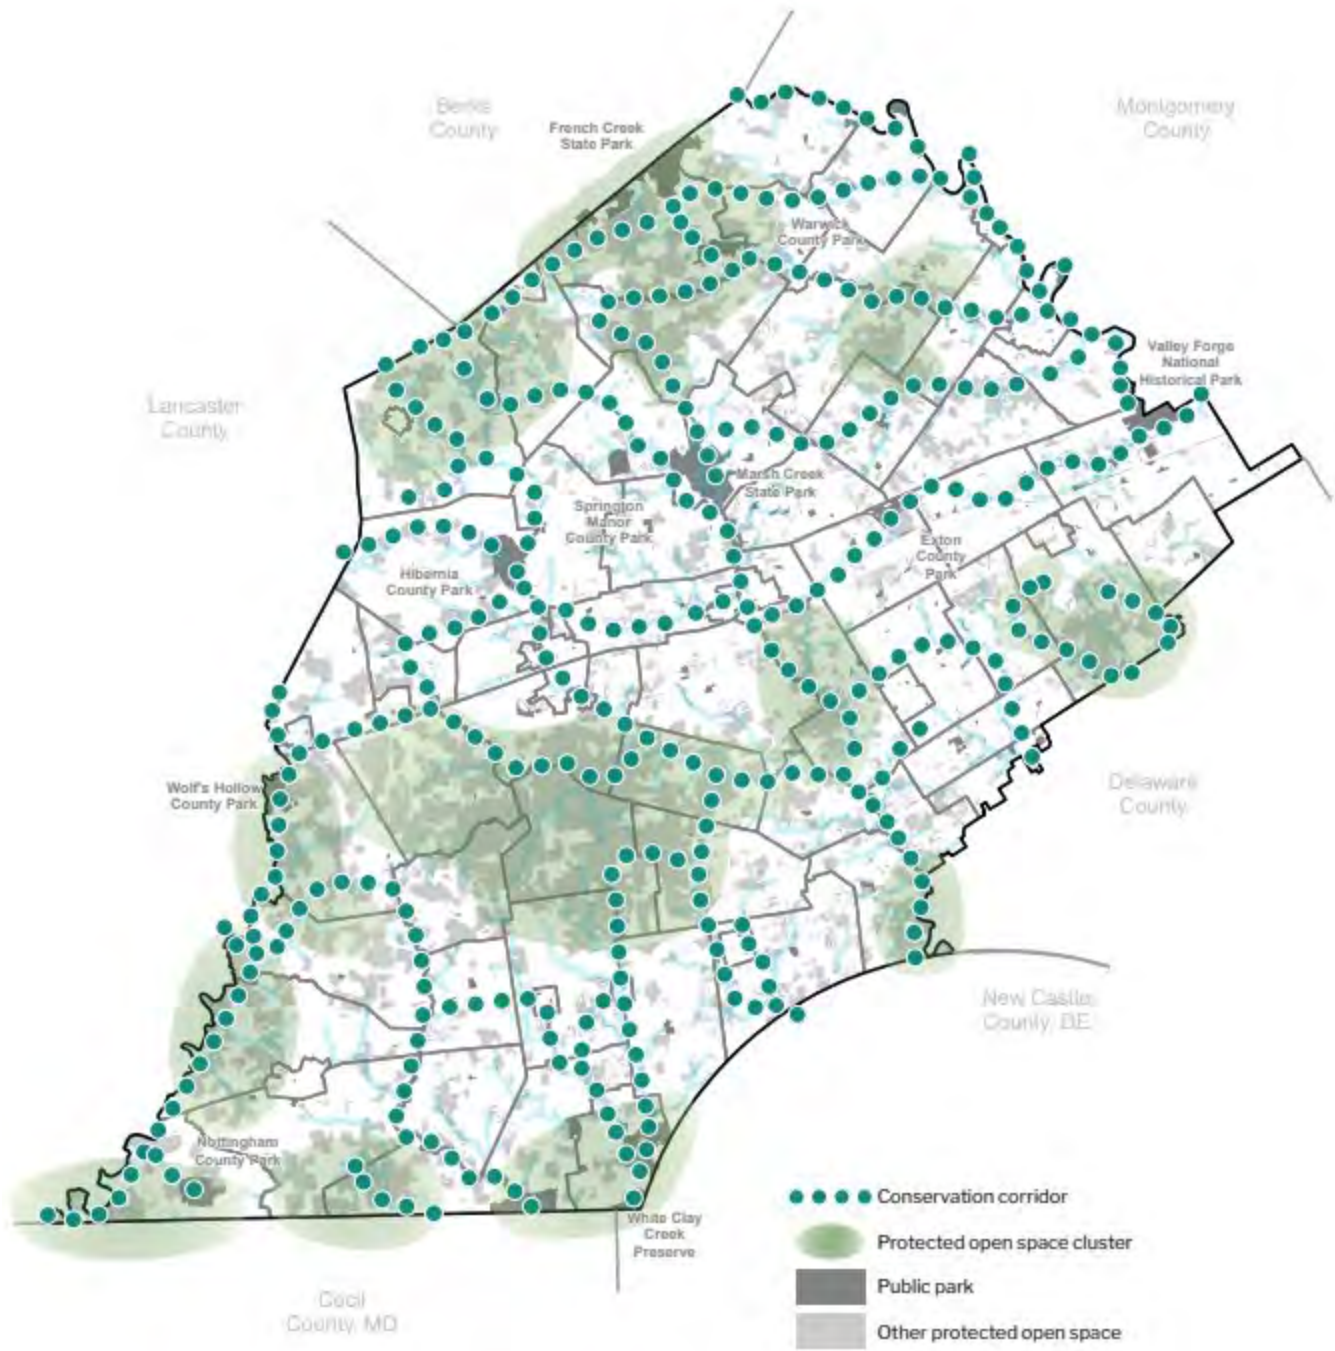 Berks
County
Montgomery
County
French Creek
State Park
Warwick
County Park
Valley Forge
National
Historical Park
Lancaster
County
Marsh Creek
State Park
Springton
Manor
County Park
Exton
County
Park
Hibernia
County Park
Wolf's Hollow
County Park
Delaware
County
New Castle
County, DE
Nottingham
County Park
White Clay
Creek
Preserve
Cecil
County, MD
Conservation corridor
Protected open space cluster
Public park
Other protected open space